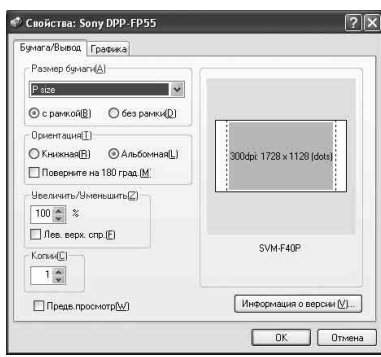 Свойства: Sony DPP-FP55
Бумага/Вывод Графика
Размер бумаги(A)
P size
с рамкой(B) без рамки(D)
Ориентация(T)
Книжная(R) Альбомная(L)
Поверните на 180 град.(M
Увеличить/Уменьшить(Z)
100 %
Лев. верх. спр.(F)
Копии(C)
1
Предв.просмотр(W)
300dpi: 1728 x 1128 (dots)
SVM-F40P
Информация о версии (V)...
OK Отмена